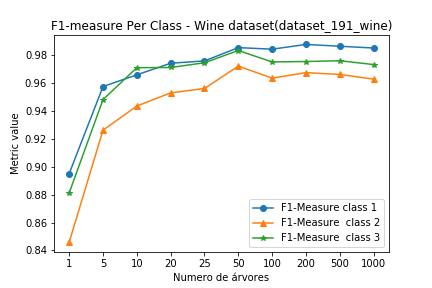 F1-measure Per Class - Wine dataset(dataset_191_wine)
Metric value
0.98
0.96
0.94
0.92
0.90
0.88
0.86
0.84
F1-Measure class 1
F1-Measure class 2
F1-Measure class 3
1 5 10 20 25 50 100 200 500 1000
Numero de árvores